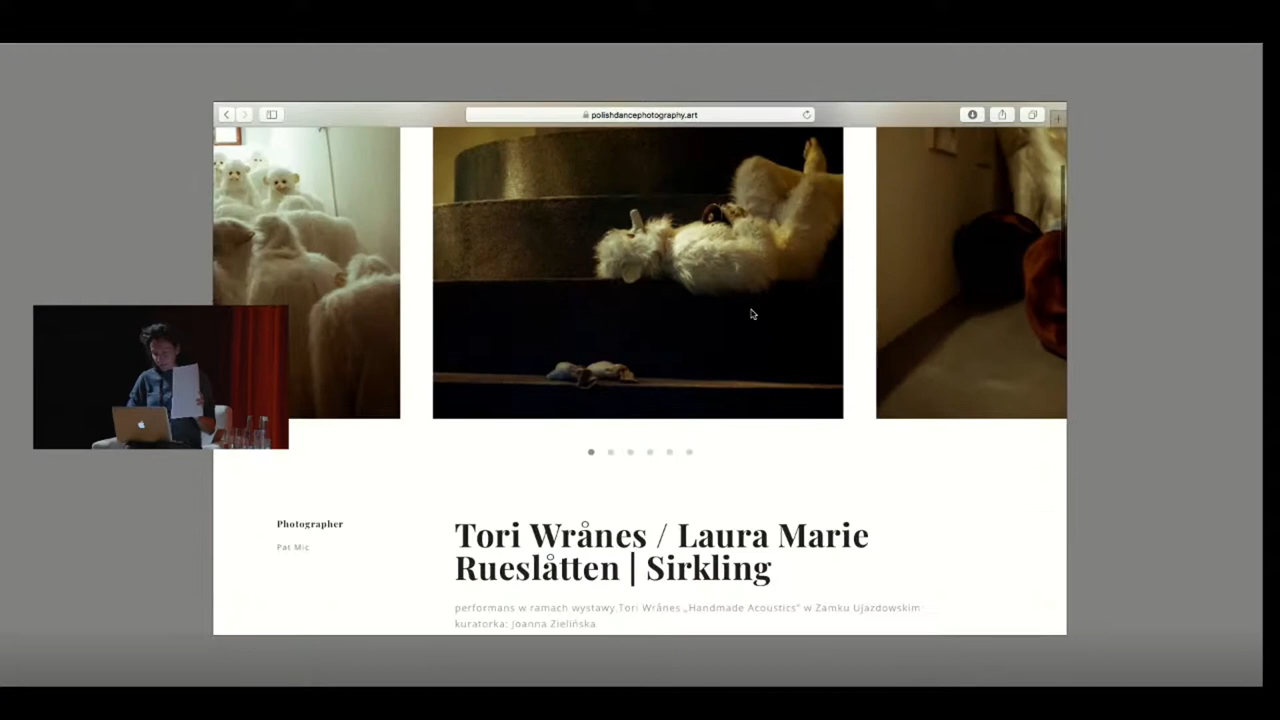 polishdancephotography.art
Photographer
Pat Mic
Tori Wrånes / Laura Marie
Rueslåtten | Sirkling
performans w ramach wystawy Tori Wrånes „Handmade Acoustics” w Zamku Ujazdowskim
kuratorka: Joanna Zielińska